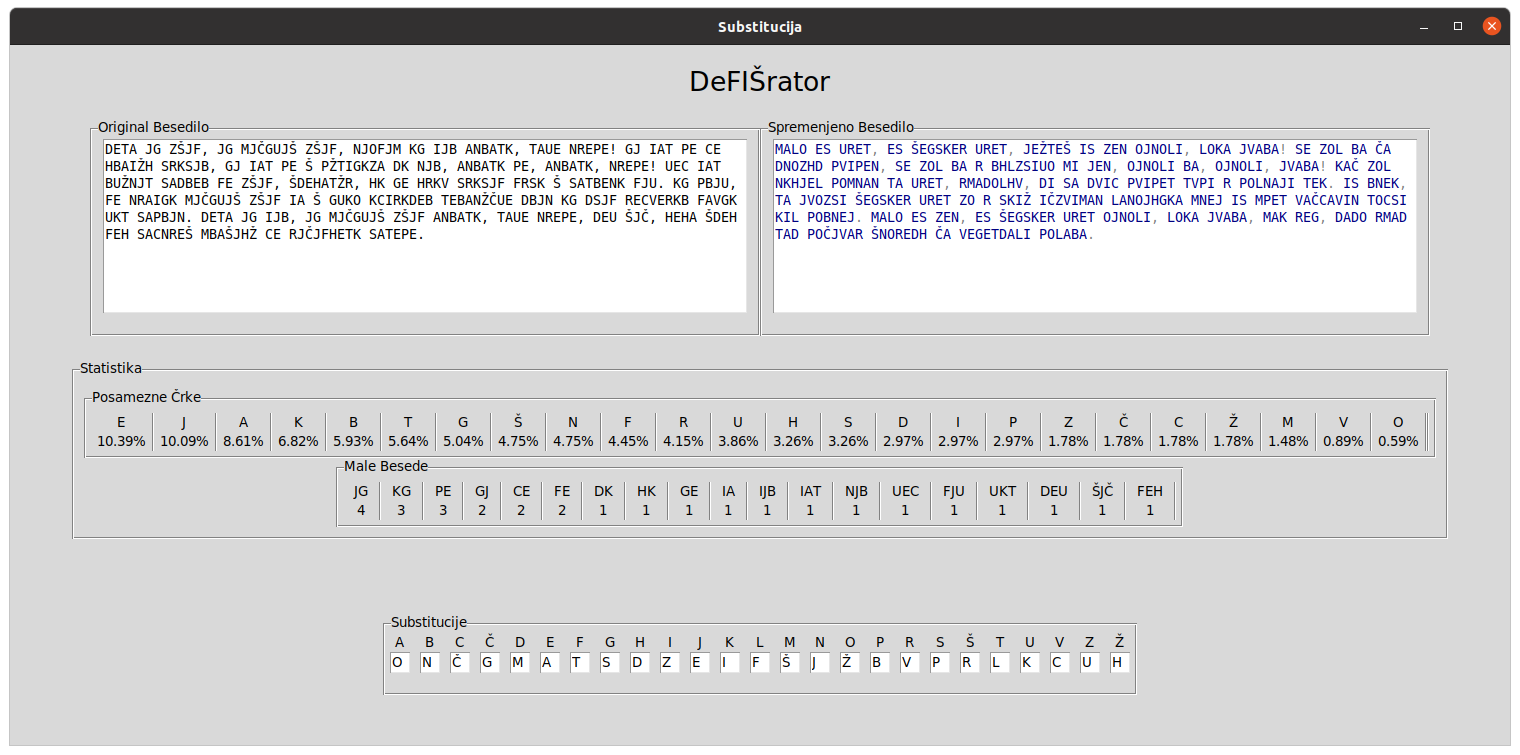 Substitucija
DeFIŠrator
Original Besedilo
DETA JG ZŠJF, JG MJČGUJŠ ZŠJF, NJOFJM KG IJB ANBATK, TAUE NREPE! GJ IAT PE CE
HBAIŽH SRKSJB, GJ IAT PE Š PŽTIGKZA DK NJB, ANBATK PE, ANBATK, NREPE! UEC IAT
BUŽNJT SADBEB FE ZŠJF, ŠDEHATŽR, HK GE HRKV SRKSJF FRSK Š SATBENK FJU. KG PBJU,
FE NRAIGK MJČGUJŠ ZŠJF IA Š GUKO KCIRKDEB TEBANŽČUE DBJN KG DSJF RECVERKB FAVGK
UKT SAPBJN. DETA JG IJB, JG MJČGUJŠ ZŠJF ANBATK, TAUE NREPE, DEU ŠJČ, HEHA ŠDEH
FEH SACNREŠ MBAŠJHŽ CE RJČJFHETK SATEPE.
Spremenjeno Besedilo
MALO ES URET, ES ŠEGSKER URET, JEŽTEŠ IS ZEN OJNOLI, LOKA JVABA! SE ZOL BA ČA
DNOZHD PVIPEN, SE ZOL BA R BHLZSIUO MI JEN, OJNOLI BA, OJNOLI, JVABA! KAČ ZOL
NKHJEL POMNAN TA URET, RMADOLHV, DI SA DVIC PVIPET TVPI R POLNAJI TEK. IS BNEK,
TA JVOZSI ŠEGSKER URET ZO R SKIŽ IČZVIMAN LANOJHGKA MNEJ IS MPET VAČCAVIN TOCSI
KIL POBNEJ. MALO ES ZEN, ES ŠEGSKER URET OJNOLI, LOKA JVABA, MAK REG, DADO RMAD
TAD POČJVAR ŠNOREDH ČA VEGETDALI POLABA.
Statistika
Posamezne Črke
E J A K B T G Š N F R U H S D I P Z Č C Ž M V O
10.39% 10.09% 8.61% 6.82% 5.93% 5.64% 5.04% 4.75% 4.75% 4.45% 4.15% 3.86% 3.26% 3.26% 2.97% 2.97% 2.97% 1.78% 1.78% 1.78% 1.78% 1.48% 0.89% 0.59%
Male Besede
JG KG PE GJ CE FE DK HK GE IA IJB IAT NJB UEC FJU UKT DEU ŠJČ FEH
4 3 3 2 2 2 1 1 1 1 1 1 1 1 1 1 1 1 1
Substitucije
A B C Č D E F G H I J K L M N O P R S Š T U V Z Ž
O N Č G M A T S D Z E I F Š J Ž B V P R L K C U H